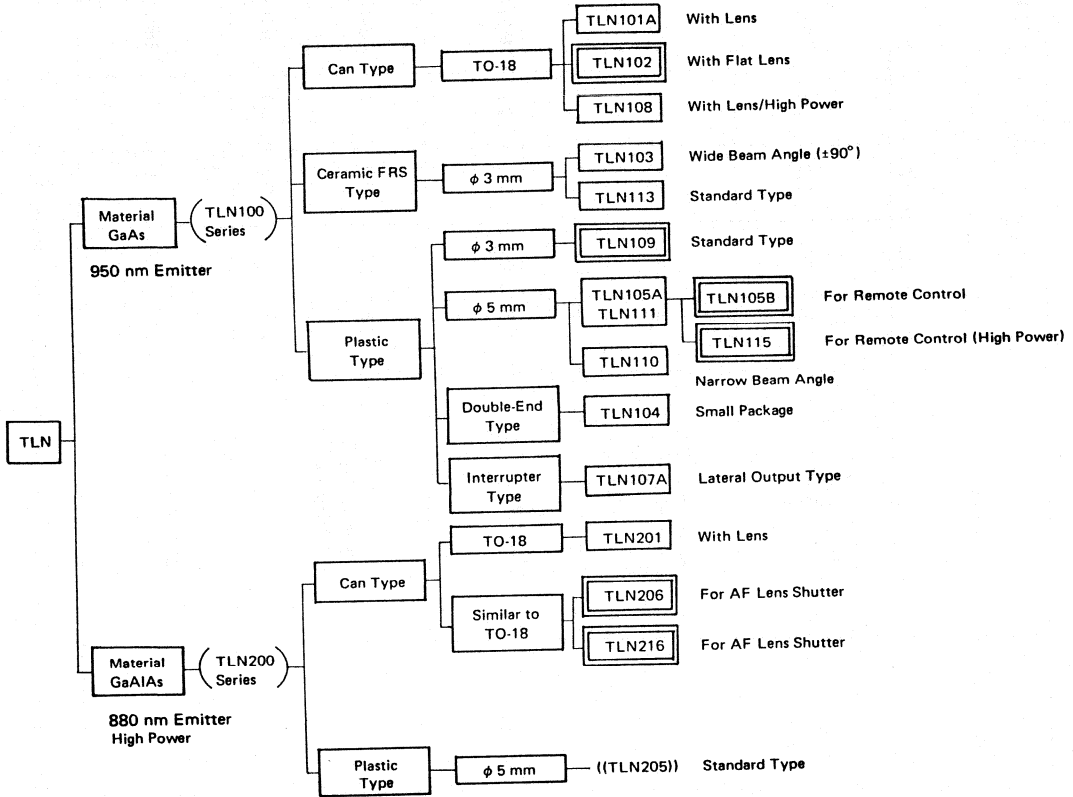 TLN101A With Lens
Can Type TO-18 TLN102 With Flat Lens
TLN108 With Lens/High Power
Ceramic FRS
Type
φ 3 mm
TLN103 Wide Beam Angle (±90°)
TLN113 Standard Type
Material
GaAs
(TLN100
Series)
950 nm Emitter
φ 3 mm TLN109 Standard Type
φ 5 mm
TLN105A
TLN111
TLN105B For Remote Control
TLN115 For Remote Control (High Power)
Plastic
Type
TLN110
Narrow Beam Angle
Double-End
Type
TLN104 Small Package
TLN
Interrupter
Type
TLN107A Lateral Output Type
TO-18 TLN201 With Lens
Can Type
Similar to
TO-18
TLN206 For AF Lens Shutter
TLN216 For AF Lens Shutter
Material
GaAlAs
(TLN200
Series)
880 nm Emitter
High Power
Plastic
Type
φ 5 mm ((TLN205)) Standard Type